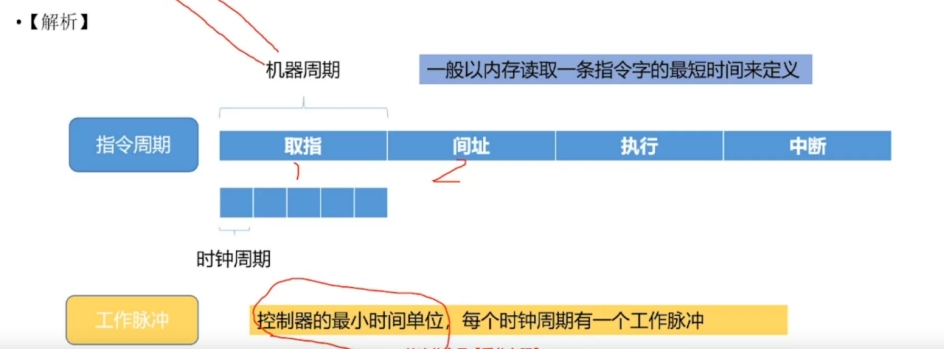 •【解析】
机器周期
一般以内存读取一条指令字的最短时间来定义
指令周期
取指
间址
执行
中断
1
2
时钟周期
工作脉冲
控制器的最小时间单位，每个时钟周期有一个工作脉冲